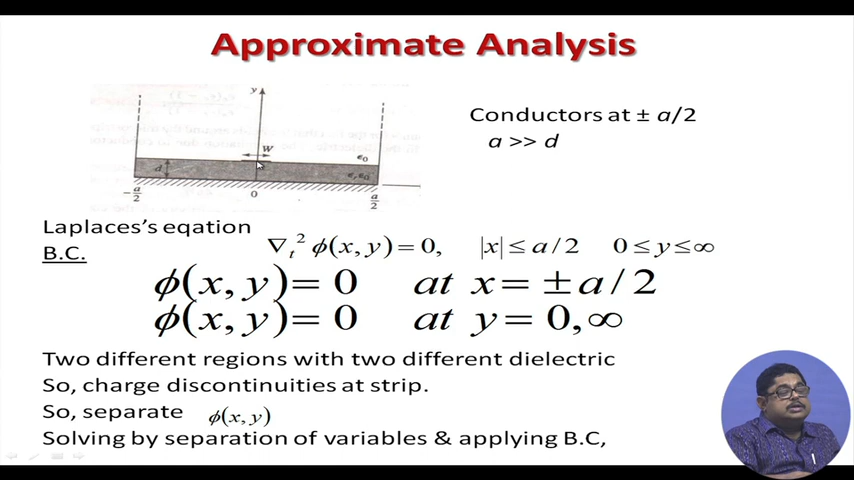 Approximate Analysis
y
W
ε₀
d
ε_r ε₀
-a/2
0
a/2
Conductors at ± a/2
a >> d
Laplaces's eqation
∇ₜ² ϕ(x, y) = 0, |x| ≤ a/2 0 ≤ y ≤ ∞
B.C.
ϕ(x, y) = 0 at x = ±a/2
ϕ(x, y) = 0 at y = 0,∞
Two different regions with two different dielectric
So, charge discontinuities at strip.
So, separate ϕ(x, y)
Solving by separation of variables & applying B.C,